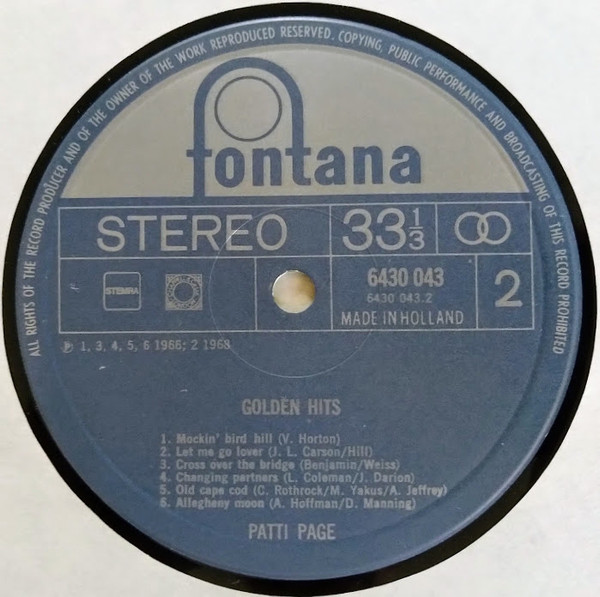 ALL RIGHTS OF THE RECORD PRODUCER AND OF THE OWNER OF THE WORK REPRODUCED RESERVED. COPYING, PUBLIC PERFORMANCE AND BROADCASTING OF THIS RECORD PROHIBITED
fontana
STEREO 33 1/3
STEMRA 6430 043 2
6430 043.2
MADE IN HOLLAND
℗ 1, 3, 4, 5, 6 1966; 2 1968
GOLDEN HITS
1. Mockin' bird hill (V. Horton)
2. Let me go lover (J. L. Carson/Hill)
3. Cross over the bridge (Benjamin/Weiss)
4. Changing partners (L. Coleman/J. Darion)
5. Old cape cod (C. Rothrock/M. Yakus/A. Jeffrey)
6. Allegheny moon (A. Hoffman/D. Manning)
PATTI PAGE